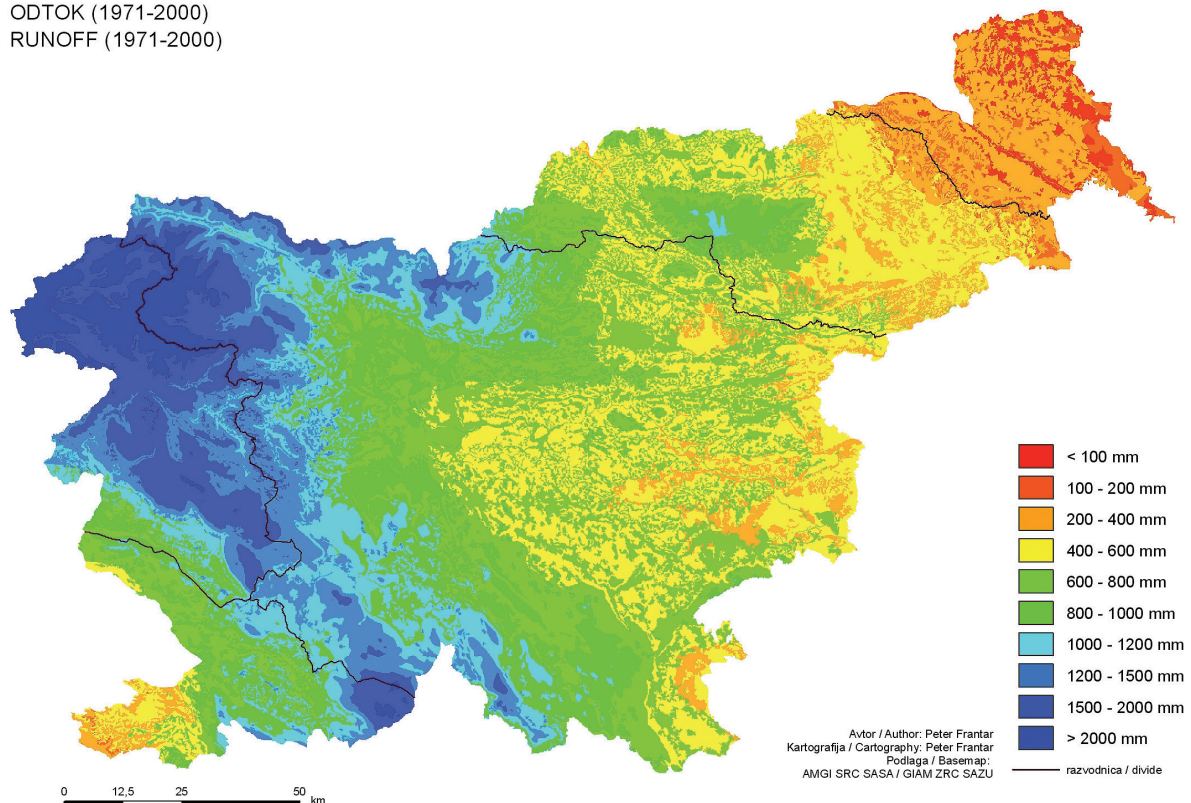 ODTOK (1971-2000)
RUNOFF (1971-2000)
< 100 mm
100 - 200 mm
200 - 400 mm
400 - 600 mm
600 - 800 mm
800 - 1000 mm
1000 - 1200 mm
1200 - 1500 mm
1500 - 2000 mm
> 2000 mm
razvodnica / divide
Avtor / Author: Peter Frantar
Kartografija / Cartography: Peter Frantar
Podlaga / Basemap:
AMGI SRC SASA / GIAM ZRC SAZU
0 12,5 25 50 km